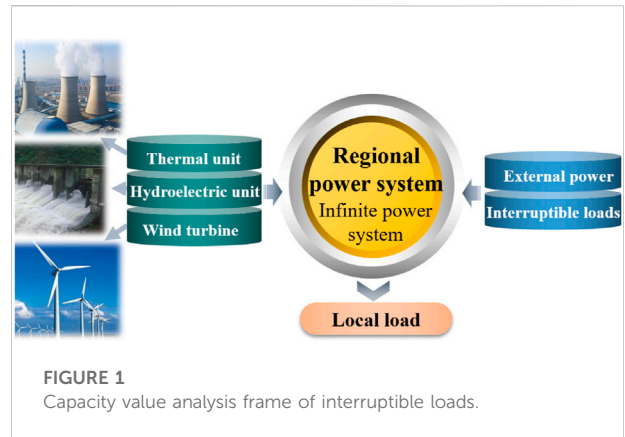 Thermal unit
Hydroelectric unit
Wind turbine
Regional
power system
Infinite power
system
External power
Interruptible loads
Local load
FIGURE 1
Capacity value analysis frame of interruptible loads.